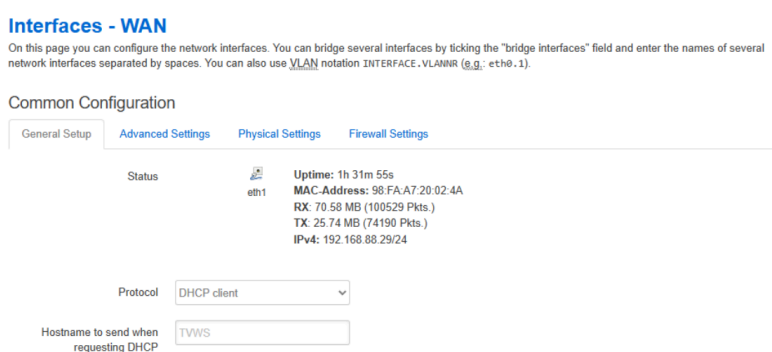 Interfaces - WAN
On this page you can configure the network interfaces. You can bridge several interfaces by ticking the "bridge interfaces" field and enter the names of several
network interfaces separated by spaces. You can also use VLAN notation INTERFACE.VLANNR (e.g.: eth0.1).
Common Configuration
General Setup Advanced Settings Physical Settings Firewall Settings
Status
eth1
Uptime: 1h 31m 55s
MAC-Address: 98:FA:A7:20:02:4A
RX: 70.58 MB (100529 Pkts.)
TX: 25.74 MB (74190 Pkts.)
IPv4: 192.168.88.29/24
Protocol DHCP client
Hostname to send when
requesting DHCP
TVWS